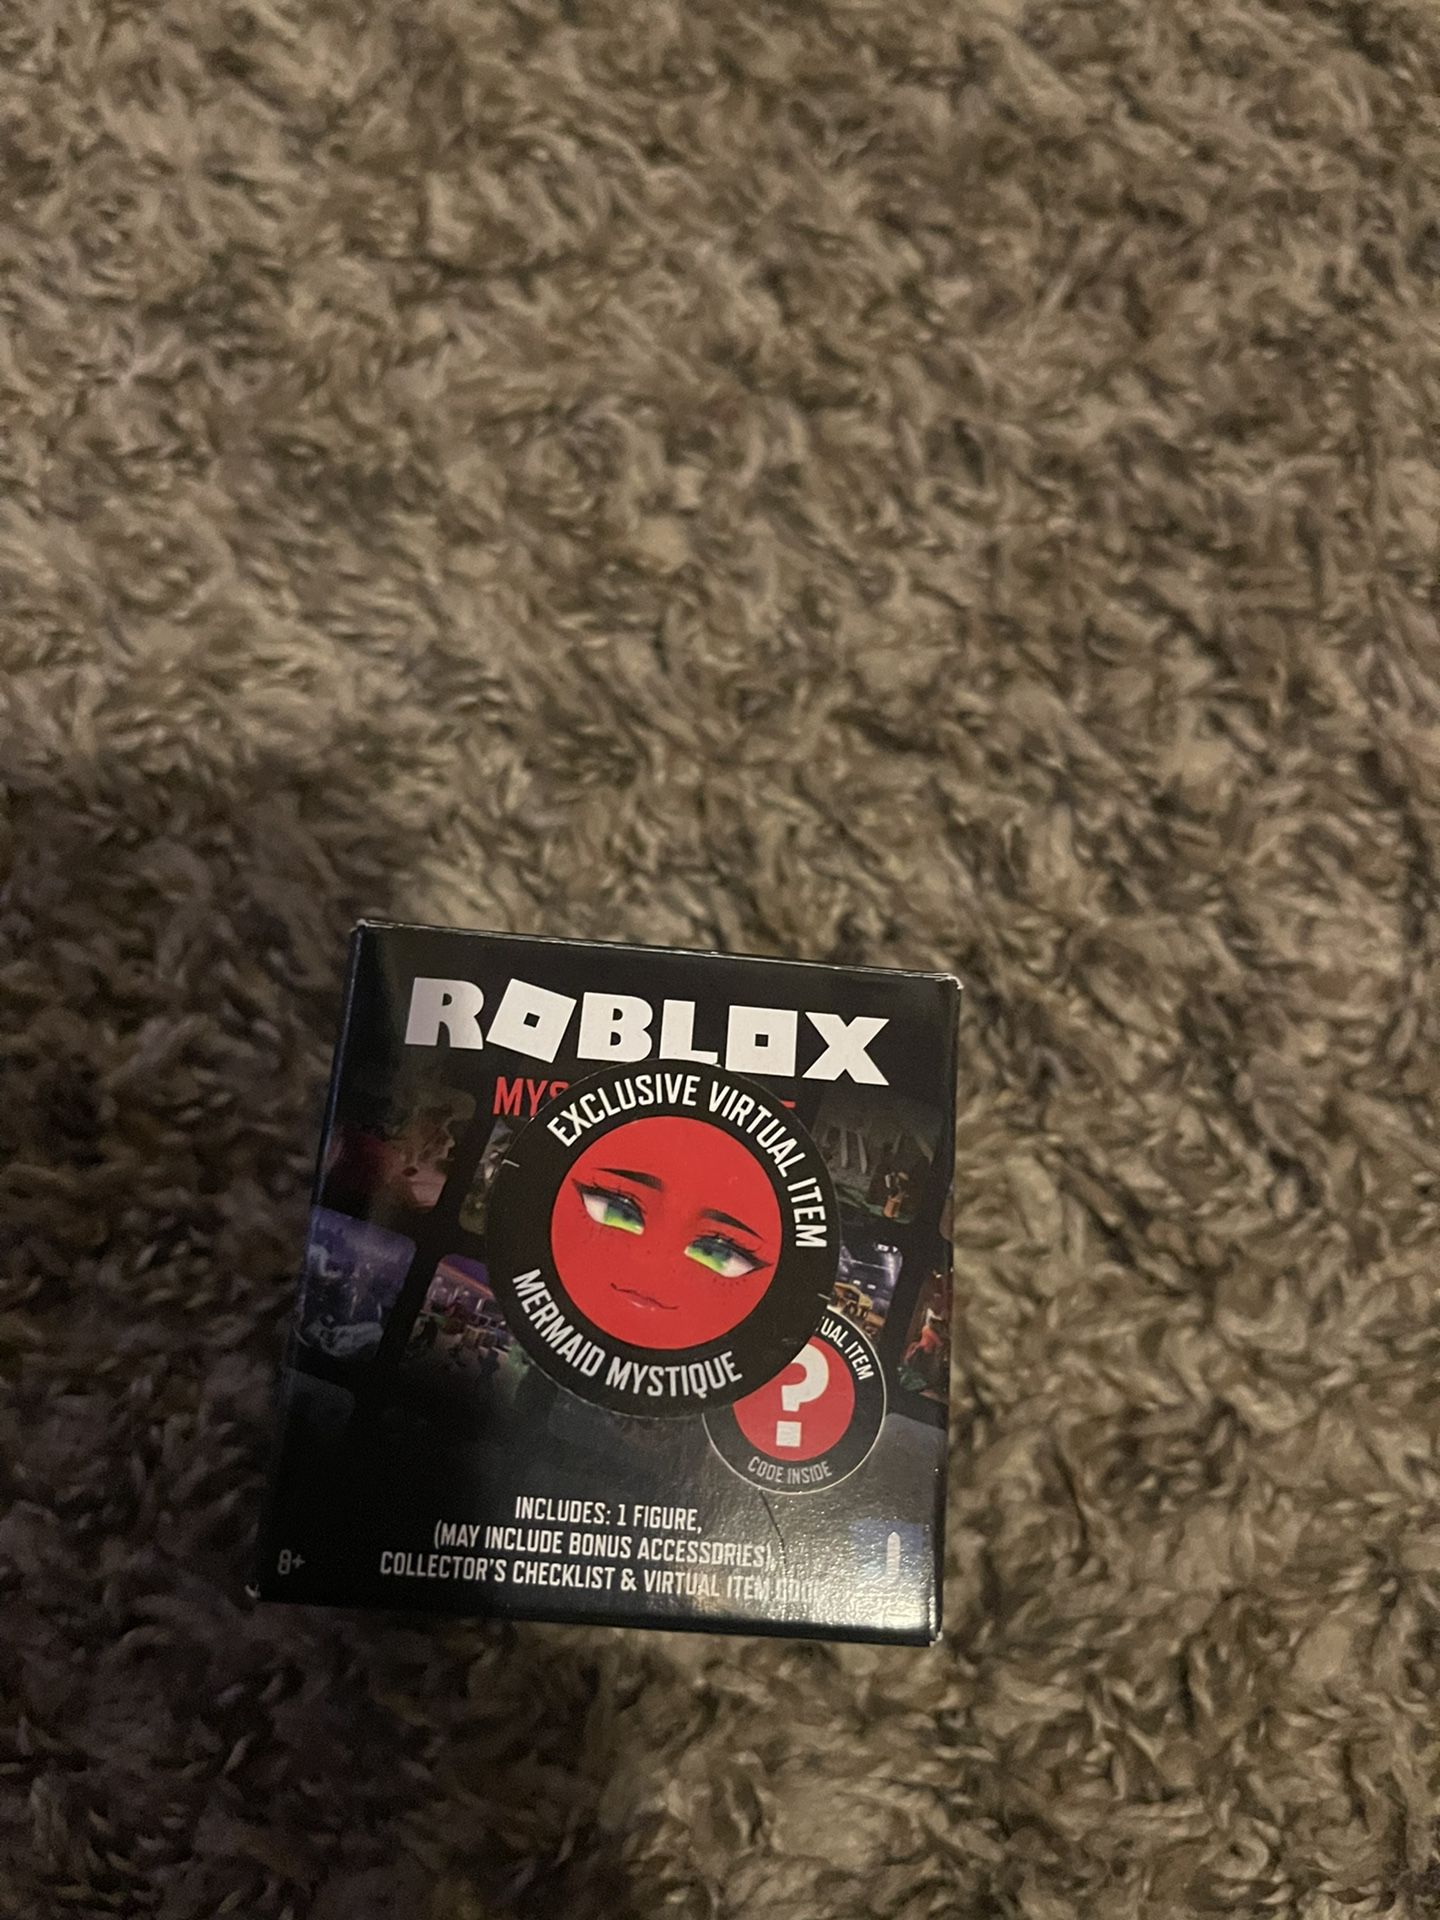 ROBLOX
EXCLUSIVE VIRTUAL ITEM
MERMAID MYSTIQUE
ITEM
?
CODE INSIDE
INCLUDES: 1 FIGURE,
(MAY INCLUDE BONUS ACCESSORIES),
COLLECTOR'S CHECKLIST & VIRTUAL ITEM
8+